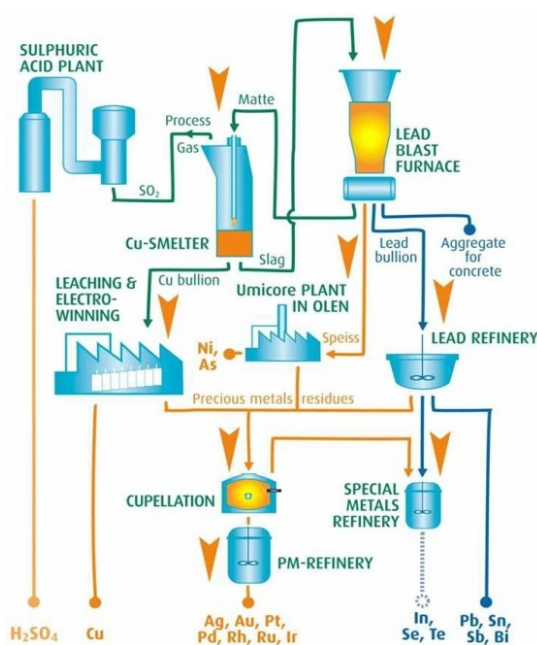 SULPHURIC
ACID PLANT
Process
Gas
SO₂
Matte
LEAD
BLAST
FURNACE
Cu-SMELTER
Cu bullion
Slag
Lead
bullion
Aggregate
for
concrete
LEACHING &
ELECTRO-
WINNING
Umicore PLANT
IN OLEN
Ni,
As
Speiss
LEAD REFINERY
Precious metals residues
CUPELLATION
SPECIAL
METALS
REFINERY
PM-REFINERY
H₂SO₄
Cu
Ag, Au, Pt,
Pd, Rh, Ru, Ir
In,
Se, Te
Pb, Sn,
Sb, Bi